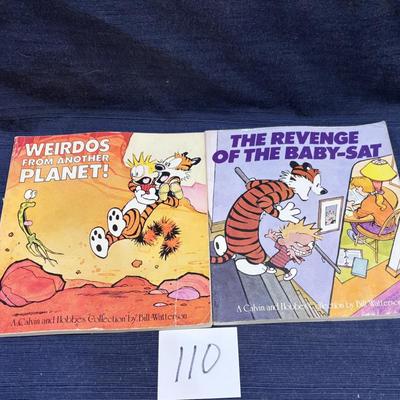 WEIRDOS
FROM ANOTHER
PLANET!
A Calvin and Hobbes Collection by Bill Watterson
THE REVENGE
OF THE BABY-SAT
A Calvin and Hobbes Collection by Bill Watterson
110